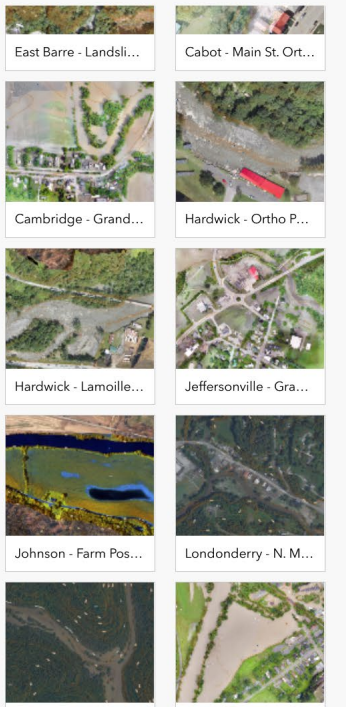 East Barre - Landsli...
Cabot - Main St. Ort...
Cambridge - Grand...
Hardwick - Ortho P...
Hardwick - Lamoille...
Jeffersonville - Gra...
Johnson - Farm Pos...
Londonderry - N. M...